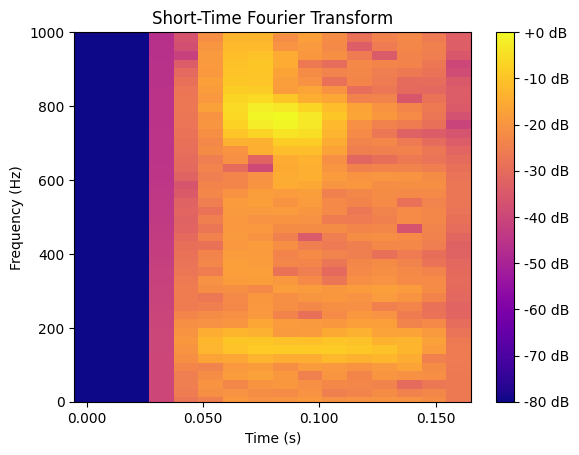 Short-Time Fourier Transform
1000
800
600
400
200
0
Frequency (Hz)
0.000
0.050
0.100
0.150
Time (s)
+0 dB
-10 dB
-20 dB
-30 dB
-40 dB
-50 dB
-60 dB
-70 dB
-80 dB